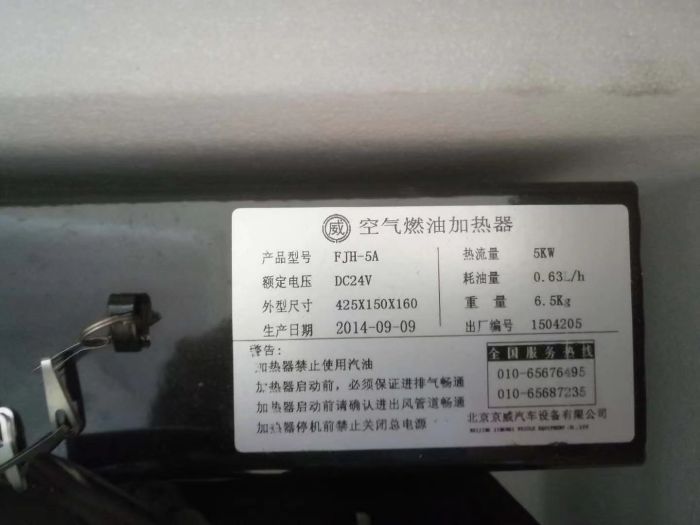 威 空气燃油加热器
产品型号 FJH-5A 热流量 5KW
额定电压 DC24V 耗油量 0.63L/h
外型尺寸 425X150X160 重量 6.5Kg
生产日期 2014-09-09 出厂编号 1504205
警告:
加热器禁止使用汽油
加热器启动前，必须保证进排气畅通
加热器启动前请确认进出风管道畅通
加热器停机前禁止关闭总电源
全国服务热线
010-65676495
010-65687235
北京京威汽车设备有限公司
BEIJING JINGWEI VEHICLE EQUIPMENT CO.,LTD